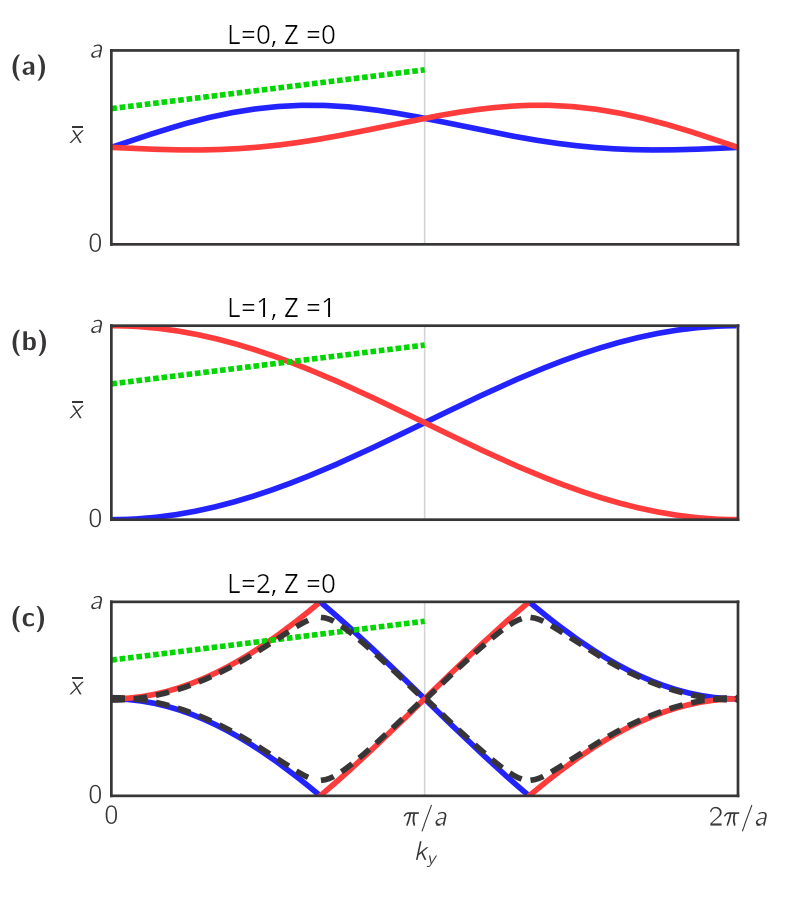 L=0, Z =0
(a)
a
x̄
0
L=1, Z =1
(b)
a
x̄
0
L=2, Z =0
(c)
a
x̄
0
0 π/a 2π/a
k_y